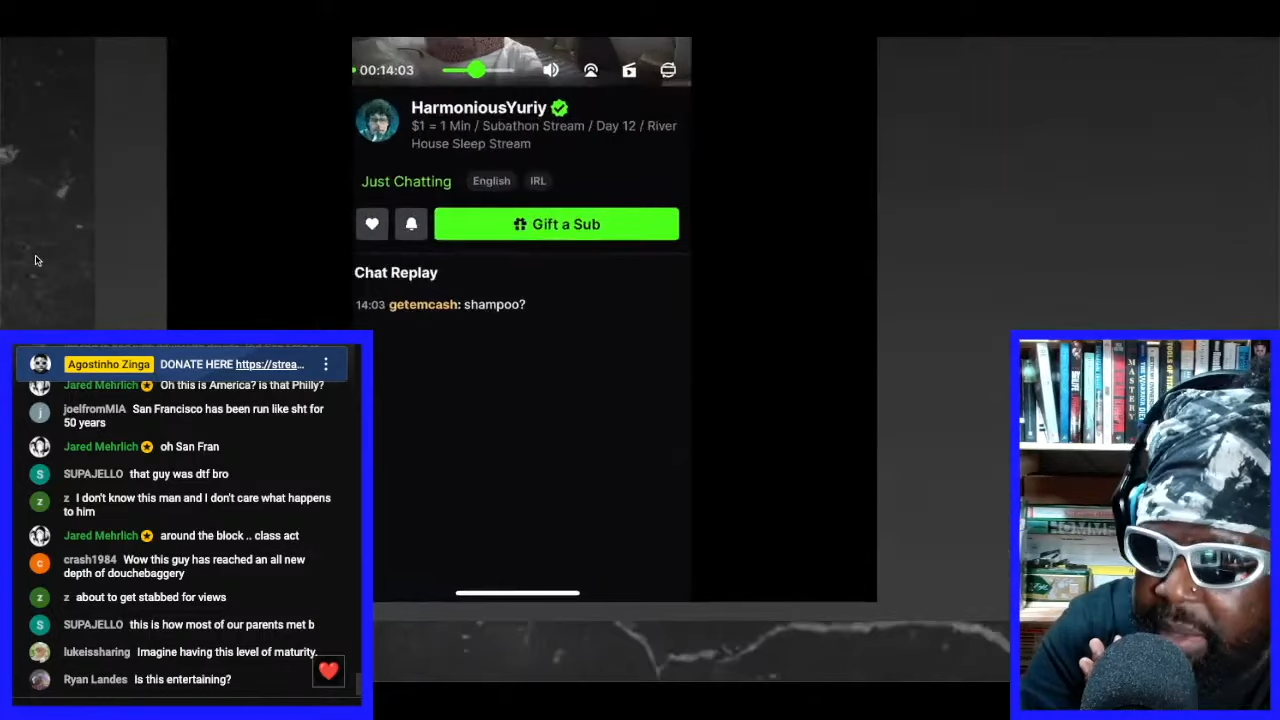 00:14:03
HarmoniousYuriy
$1 = 1 Min / Subathon Stream / Day 12 / River
House Sleep Stream
Just Chatting
English
IRL
Gift a Sub
Chat Replay
14:03 getemcash: shampoo?
Agostinho Zinga DONATE HERE https://strea...
Jared Mehrlich Oh this is America? is that Philly?
joelfromMIA San Francisco has been run like sht for
50 years
Jared Mehrlich oh San Fran
SUPAJELLO that guy was dtf bro
z I don't know this man and I don't care what happens
to him
Jared Mehrlich around the block .. class act
crash1984 Wow this guy has reached an all new
depth of douchebaggery
z about to get stabbed for views
SUPAJELLO this is how most of our parents met b
lukeissharing Imagine having this level of maturity.
Ryan Landes Is this entertaining?
MASTERY